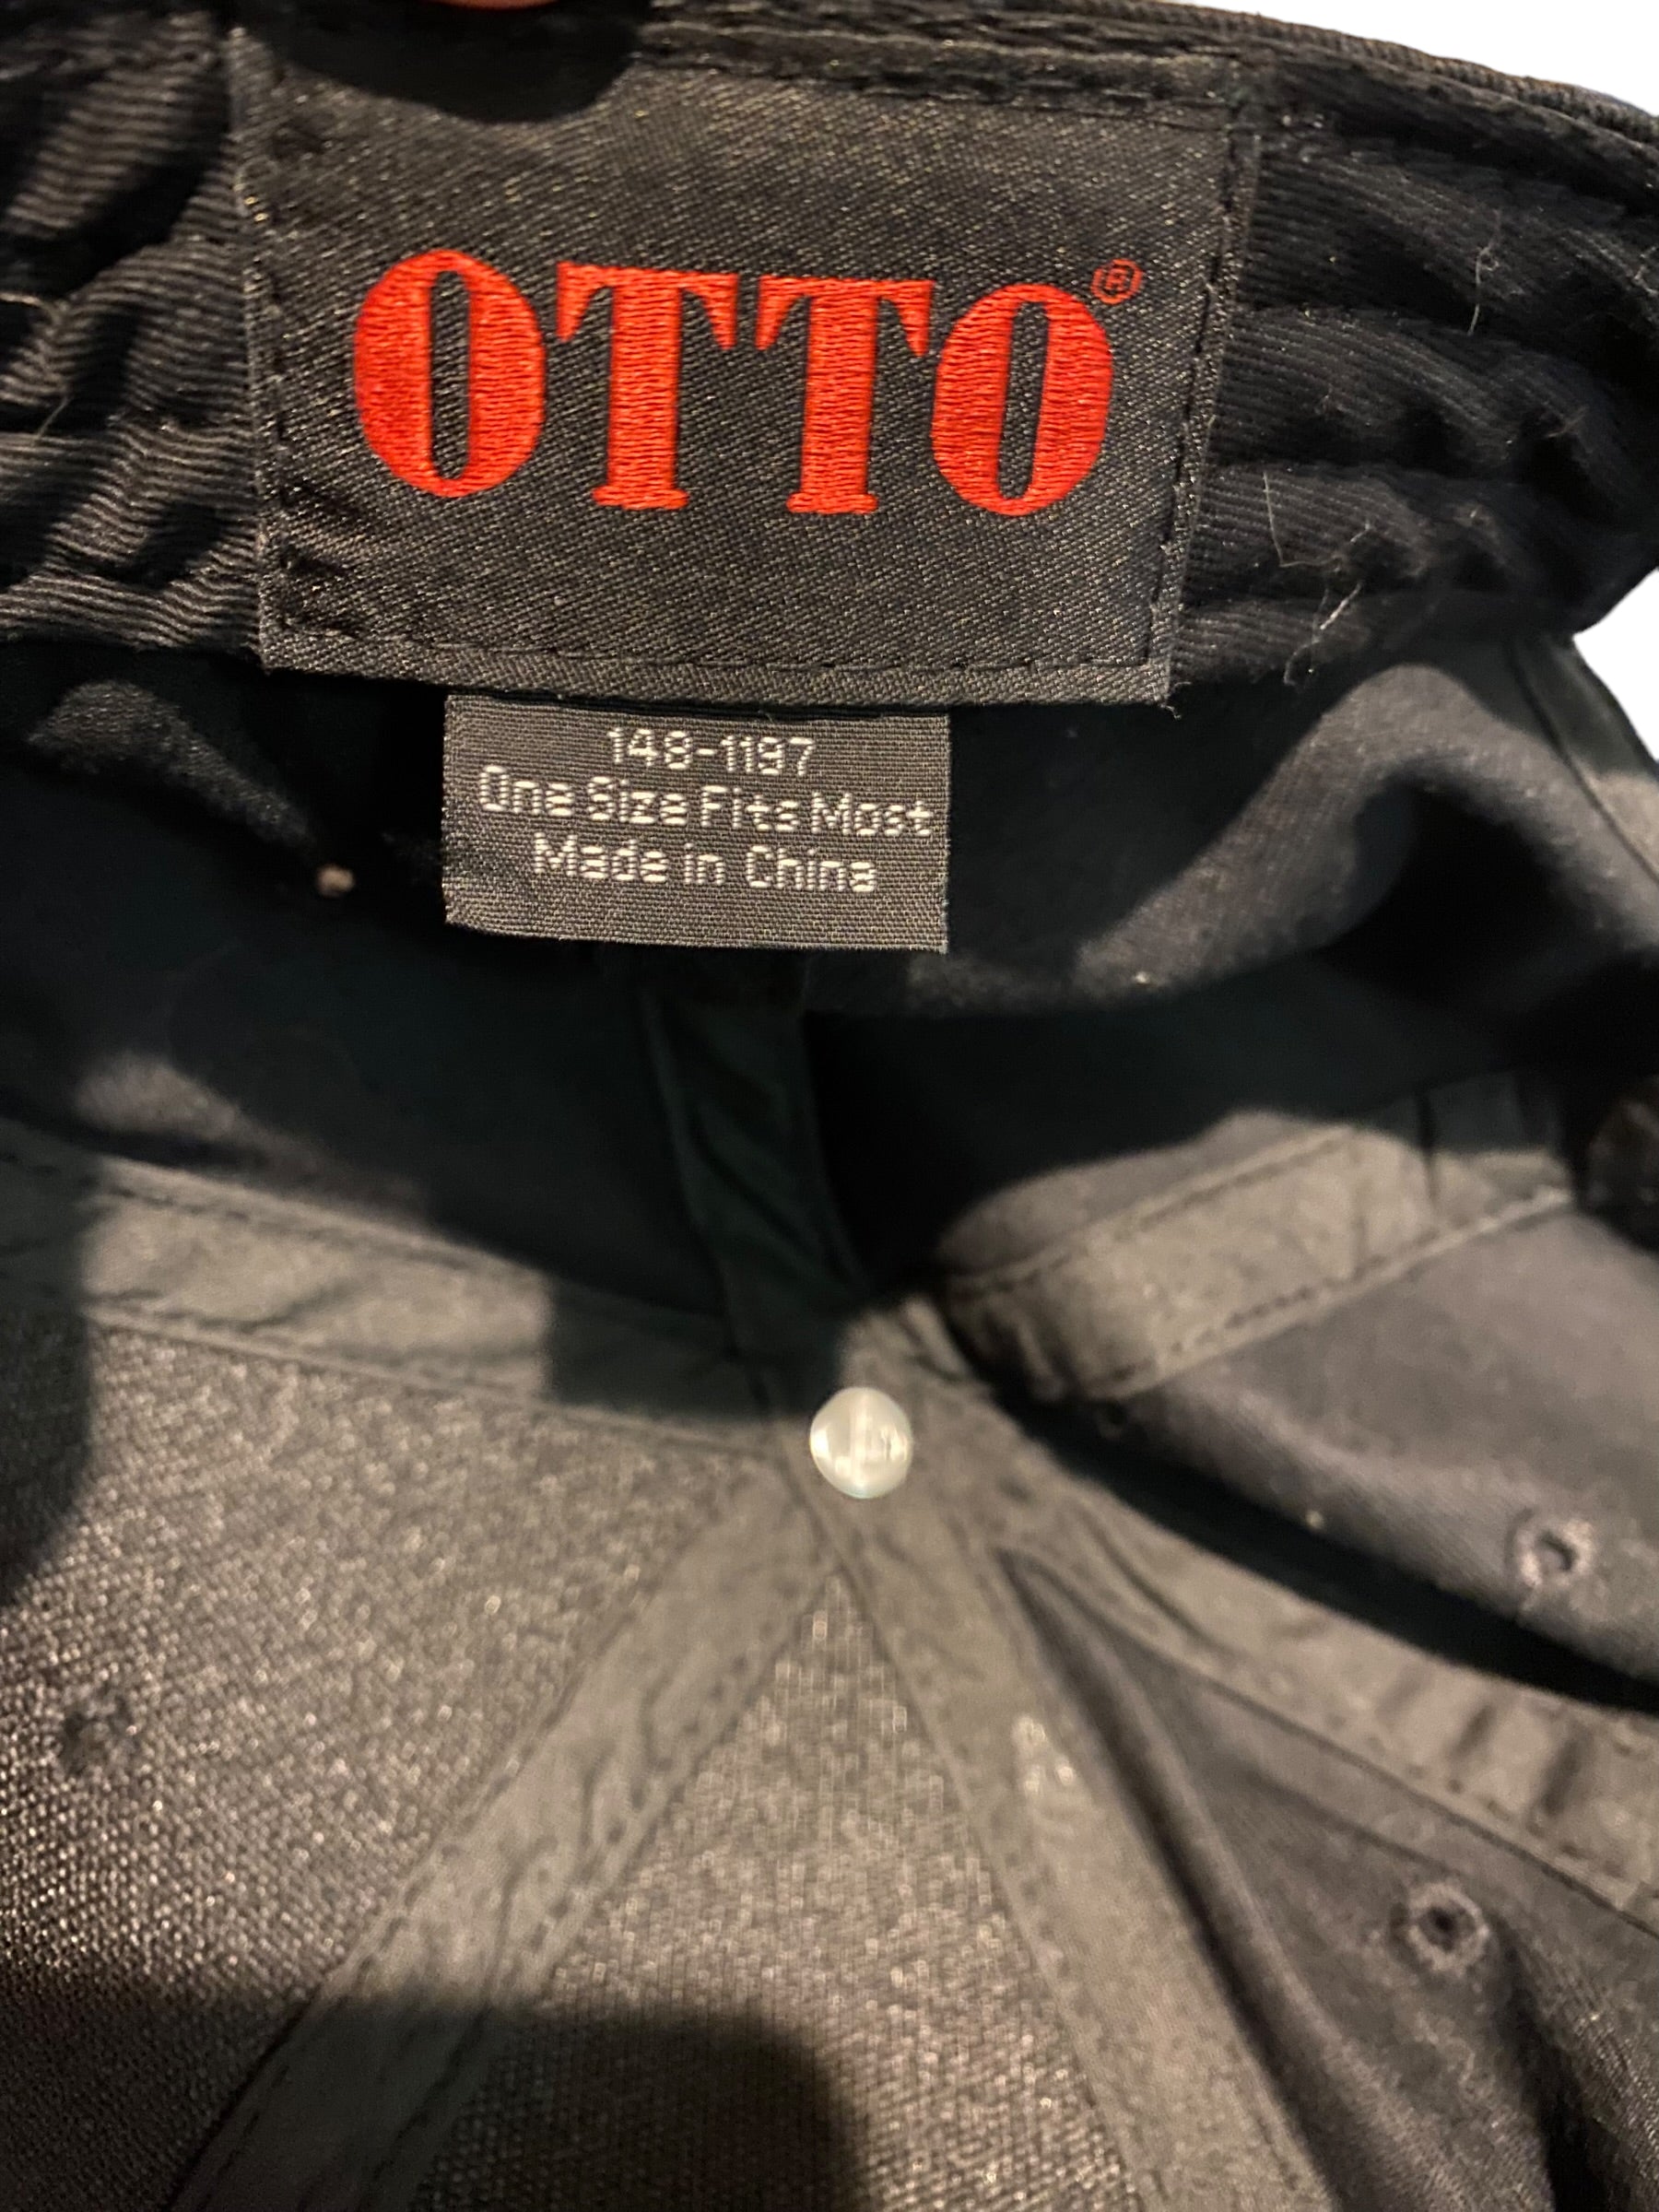 OTTO®
148-1197
One Size Fits Most
Made in China